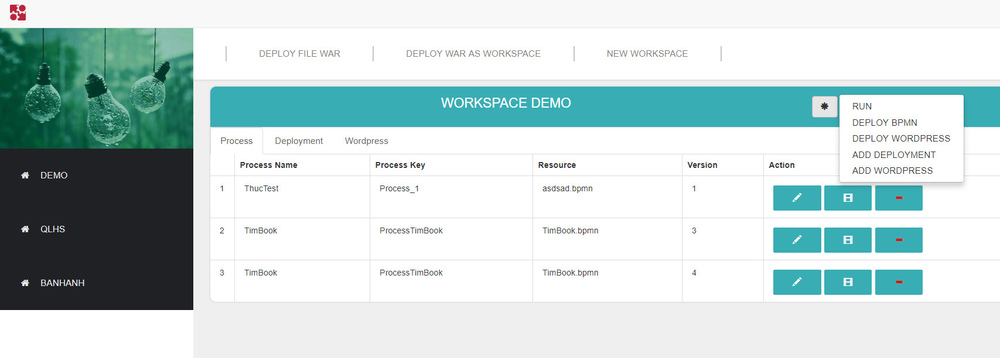 DEPLOY FILE WAR
DEPLOY WAR AS WORKSPACE
NEW WORKSPACE
WORKSPACE DEMO
RUN
DEPLOY BPMN
DEPLOY WORDPRESS
ADD DEPLOYMENT
ADD WORDPRESS
Process Deployment Wordpress
Process Name Process Key Resource Version Action
1 ThucTest Process_1 asdsad.bpmn 1
2 TimBook ProcessTimBook TimBook.bpmn 3
3 TimBook ProcessTimBook TimBook.bpmn 4
DEMO
QLHS
BANHANH